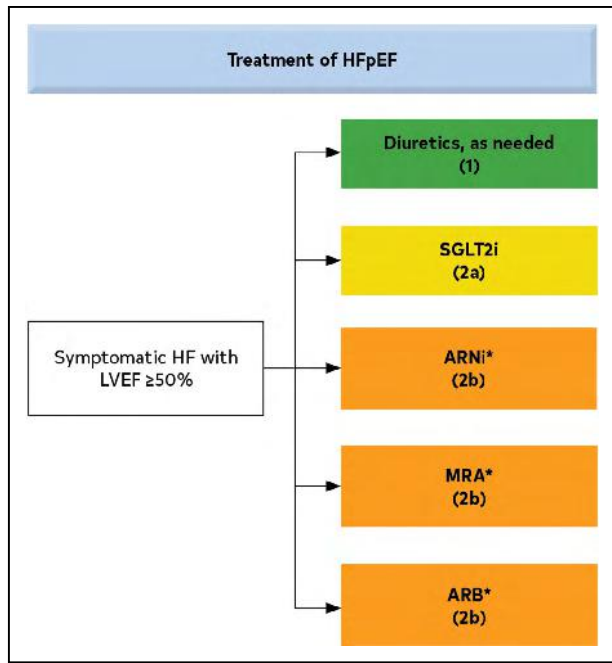 Treatment of HFpEF
Diuretics, as needed
(1)
SGLT2i
(2a)
Symptomatic HF with
LVEF ≥50%
ARNi*
(2b)
MRA*
(2b)
ARB*
(2b)